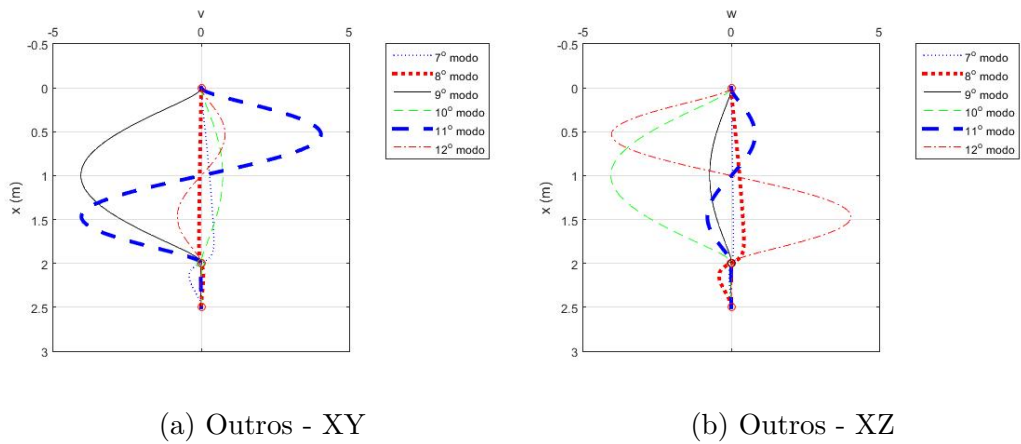 v
-5 0 5
-0.5
0
0.5
1
1.5
2
2.5
3
x (m)
7º modo
8º modo
9º modo
10º modo
11º modo
12º modo
(a) Outros - XY
w
-5 0 5
-0.5
0
0.5
1
1.5
2
2.5
3
x (m)
7º modo
8º modo
9º modo
10º modo
11º modo
12º modo
(b) Outros - XZ